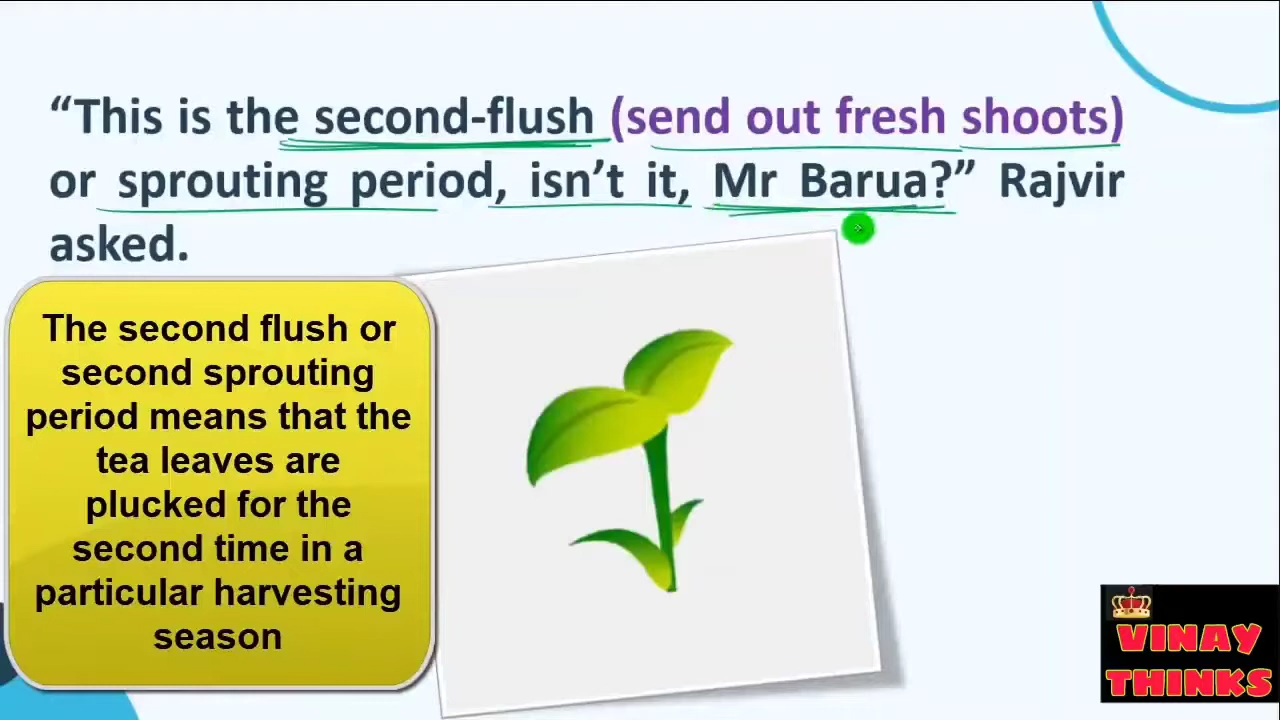 “This is the second-flush (send out fresh shoots)
or sprouting period, isn’t it, Mr Barua?” Rajvir
asked.
The second flush or
second sprouting
period means that the
tea leaves are
plucked for the
second time in a
particular harvesting
season
VINAY
THINKS